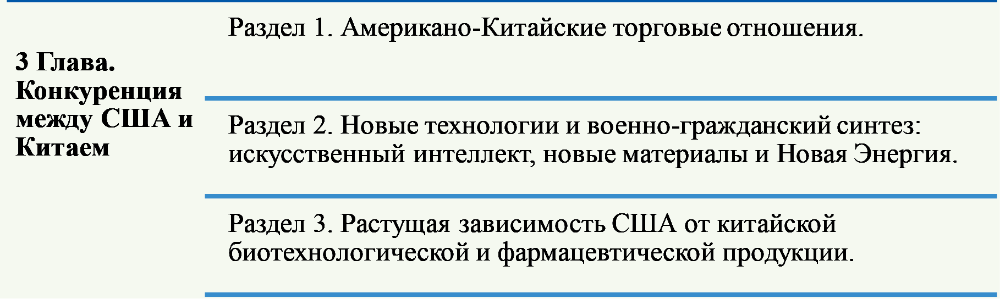 3 Глава.
Конкуренция
между США и
Китаем
Раздел 1. Американо-Китайские торговые отношения.
Раздел 2. Новые технологии и военно-гражданский синтез:
искусственный интеллект, новые материалы и Новая Энергия.
Раздел 3. Растущая зависимость США от китайской
биотехнологической и фармацевтической продукции.